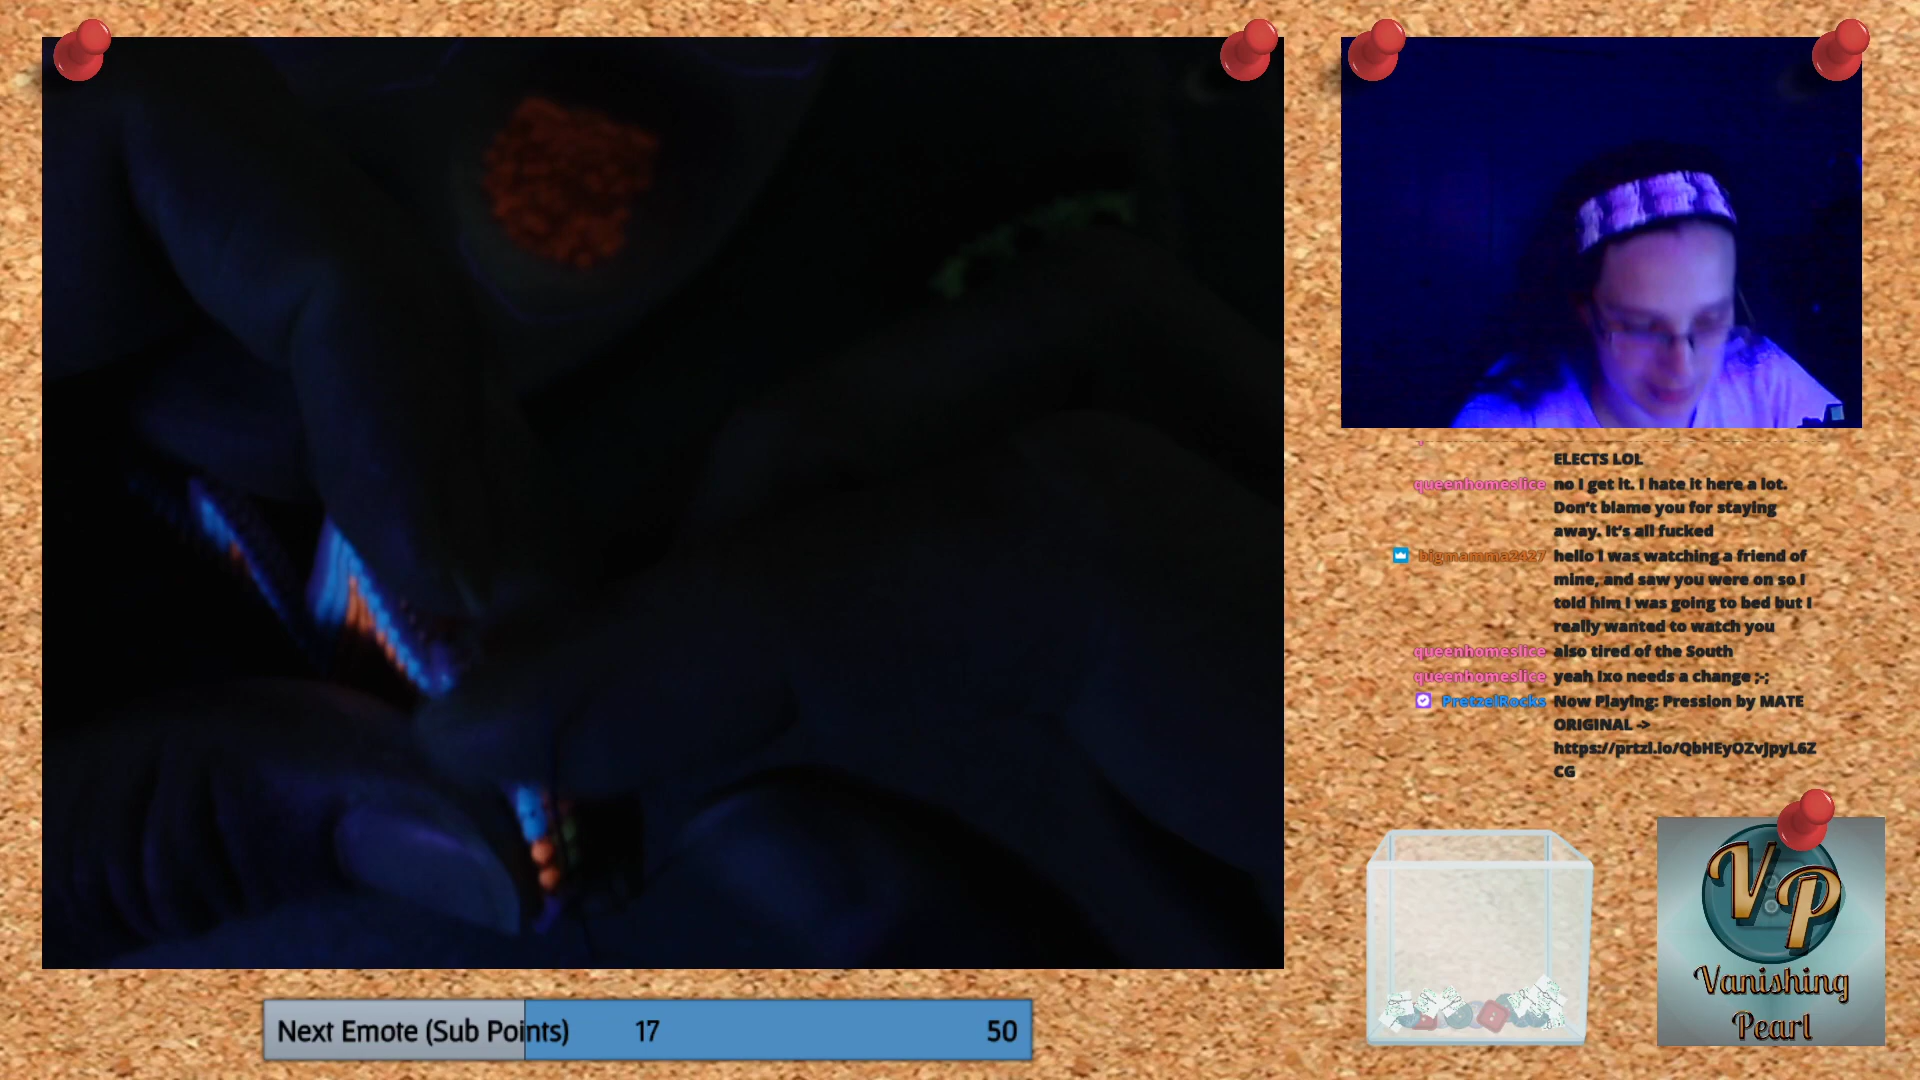 ELECTS LOL
queenhomeslice no I get it. I hate it here a lot.
Don't blame you for staying
away. It's all fucked
bigmamma2427 hello I was watching a friend of
mine, and saw you were on so I
told him I was going to bed but I
really wanted to watch you
queenhomeslice also tired of the South
queenhomeslice yeah Ixo needs a change ;-;
PretzelRocks Now Playing: Pression by MATE
ORIGINAL ->
https://prtzl.io/QbHEyOZvJpyL6Z
CG
VP
Vanishing
Pearl
Next Emote (Sub Points) 17 50